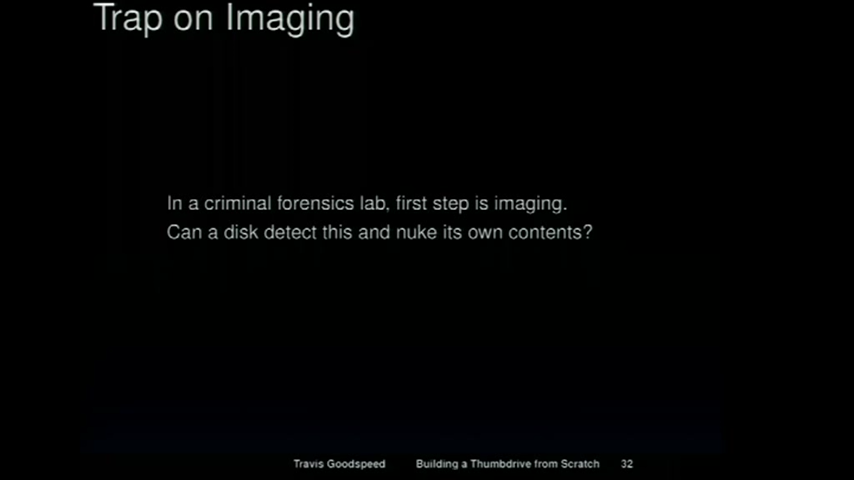 Trap on Imaging
In a criminal forensics lab, first step is imaging.
Can a disk detect this and nuke its own contents?
Travis Goodspeed Building a Thumbdrive from Scratch 32